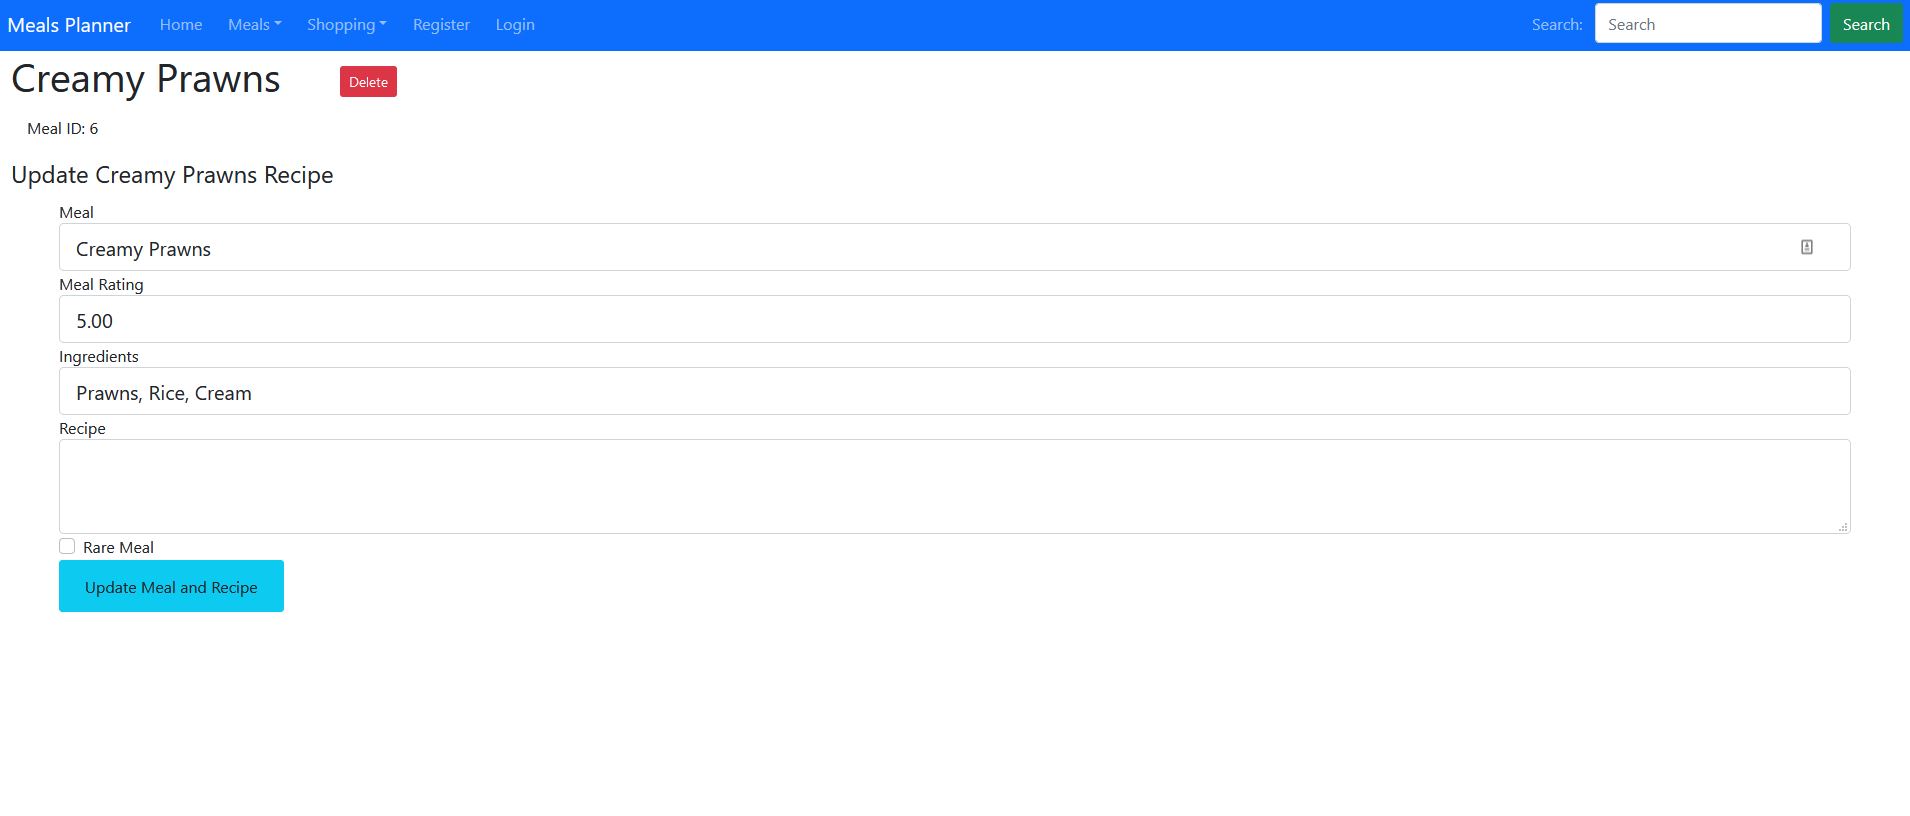 Meals Planner Home Meals Shopping Register Login Search: Search Search
Creamy Prawns Delete
Meal ID: 6
Update Creamy Prawns Recipe
Meal
Creamy Prawns
Meal Rating
5.00
Ingredients
Prawns, Rice, Cream
Recipe
Rare Meal
Update Meal and Recipe